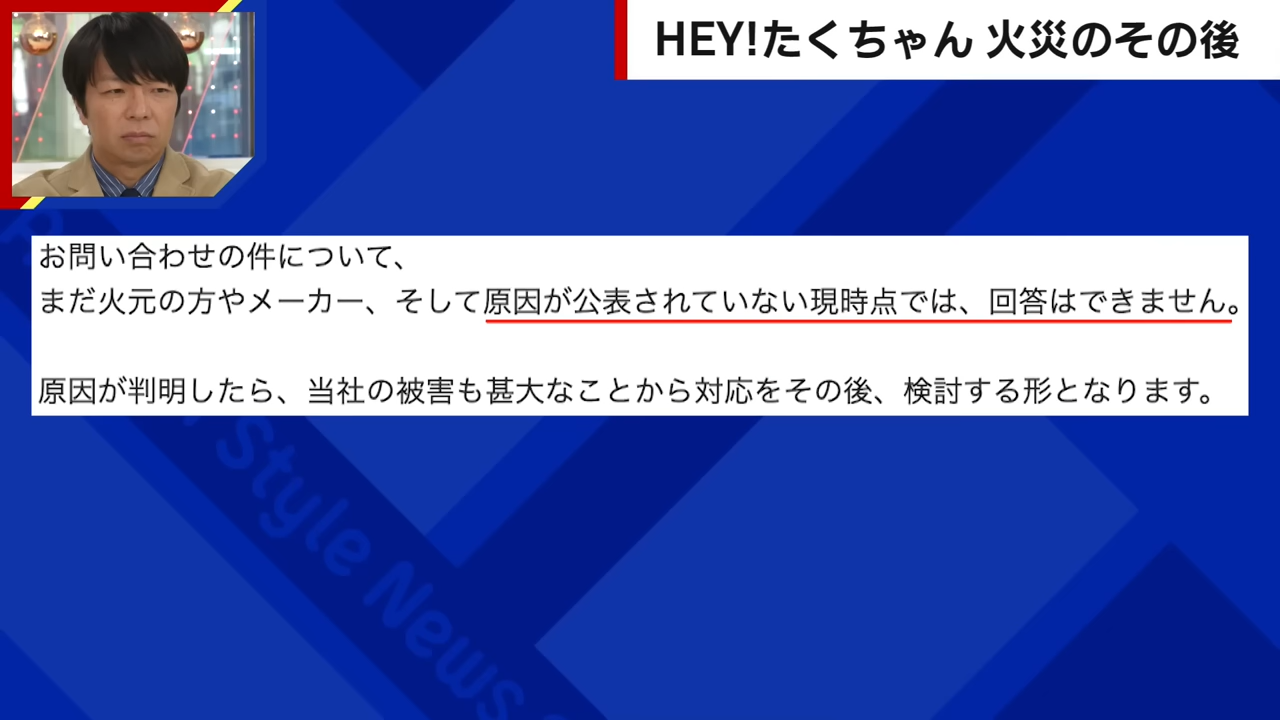 HEY!たくちゃん 火災のその後
お問い合わせの件について、
まだ火元の方やメーカー、そして原因が公表されていない現時点では、回答はできません。
原因が判明したら、当社の被害も甚大なことから対応をその後、検討する形となります。
Style News